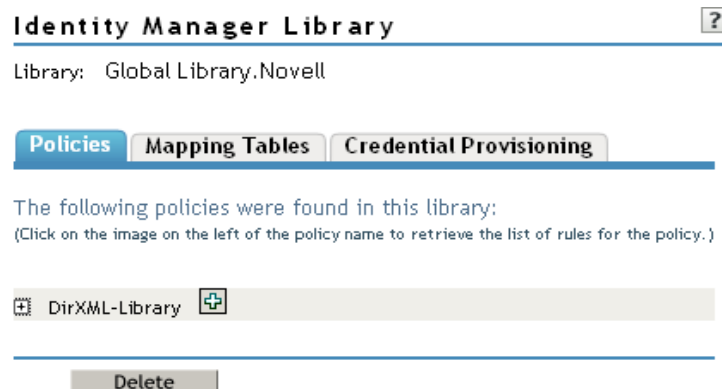 Identity Manager Library
?
Library: Global Library.Novell
Policies Mapping Tables Credential Provisioning
The following policies were found in this library:
(Click on the image on the left of the policy name to retrieve the list of rules for the policy.)
DirXML-Library
Delete